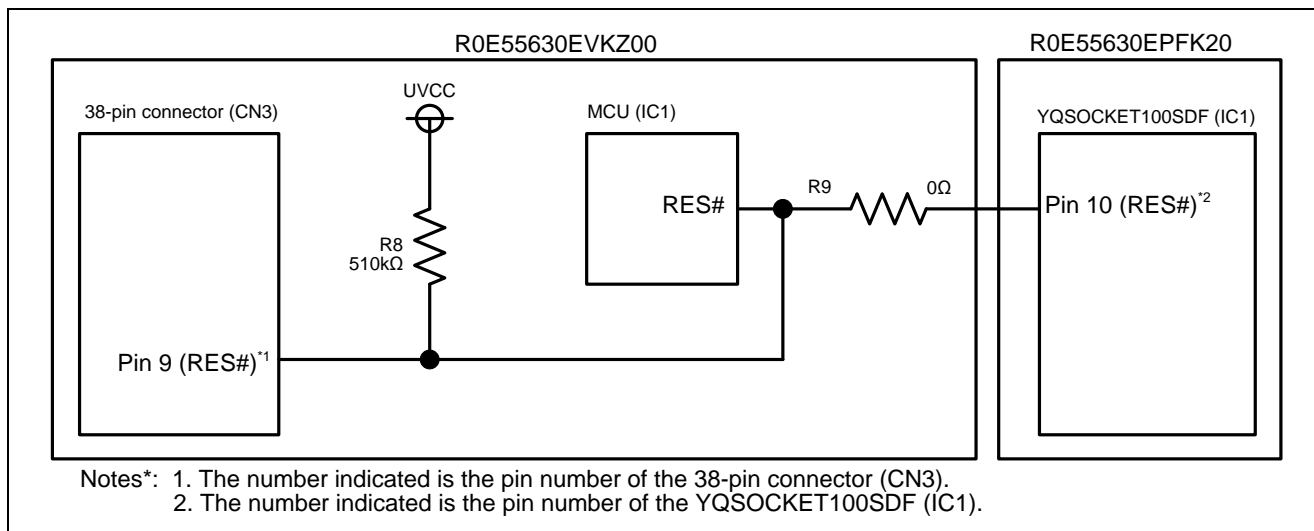 R0E55630EVKZ00
R0E55630EPFK20
UVCC
38-pin connector (CN3)
MCU (IC1)
YQSOCKET100SDF (IC1)
RES#
R9
0Ω
Pin 10 (RES#)*2
R8
510kΩ
Pin 9 (RES#)*1
Notes*: 1. The number indicated is the pin number of the 38-pin connector (CN3).
2. The number indicated is the pin number of the YQSOCKET100SDF (IC1).